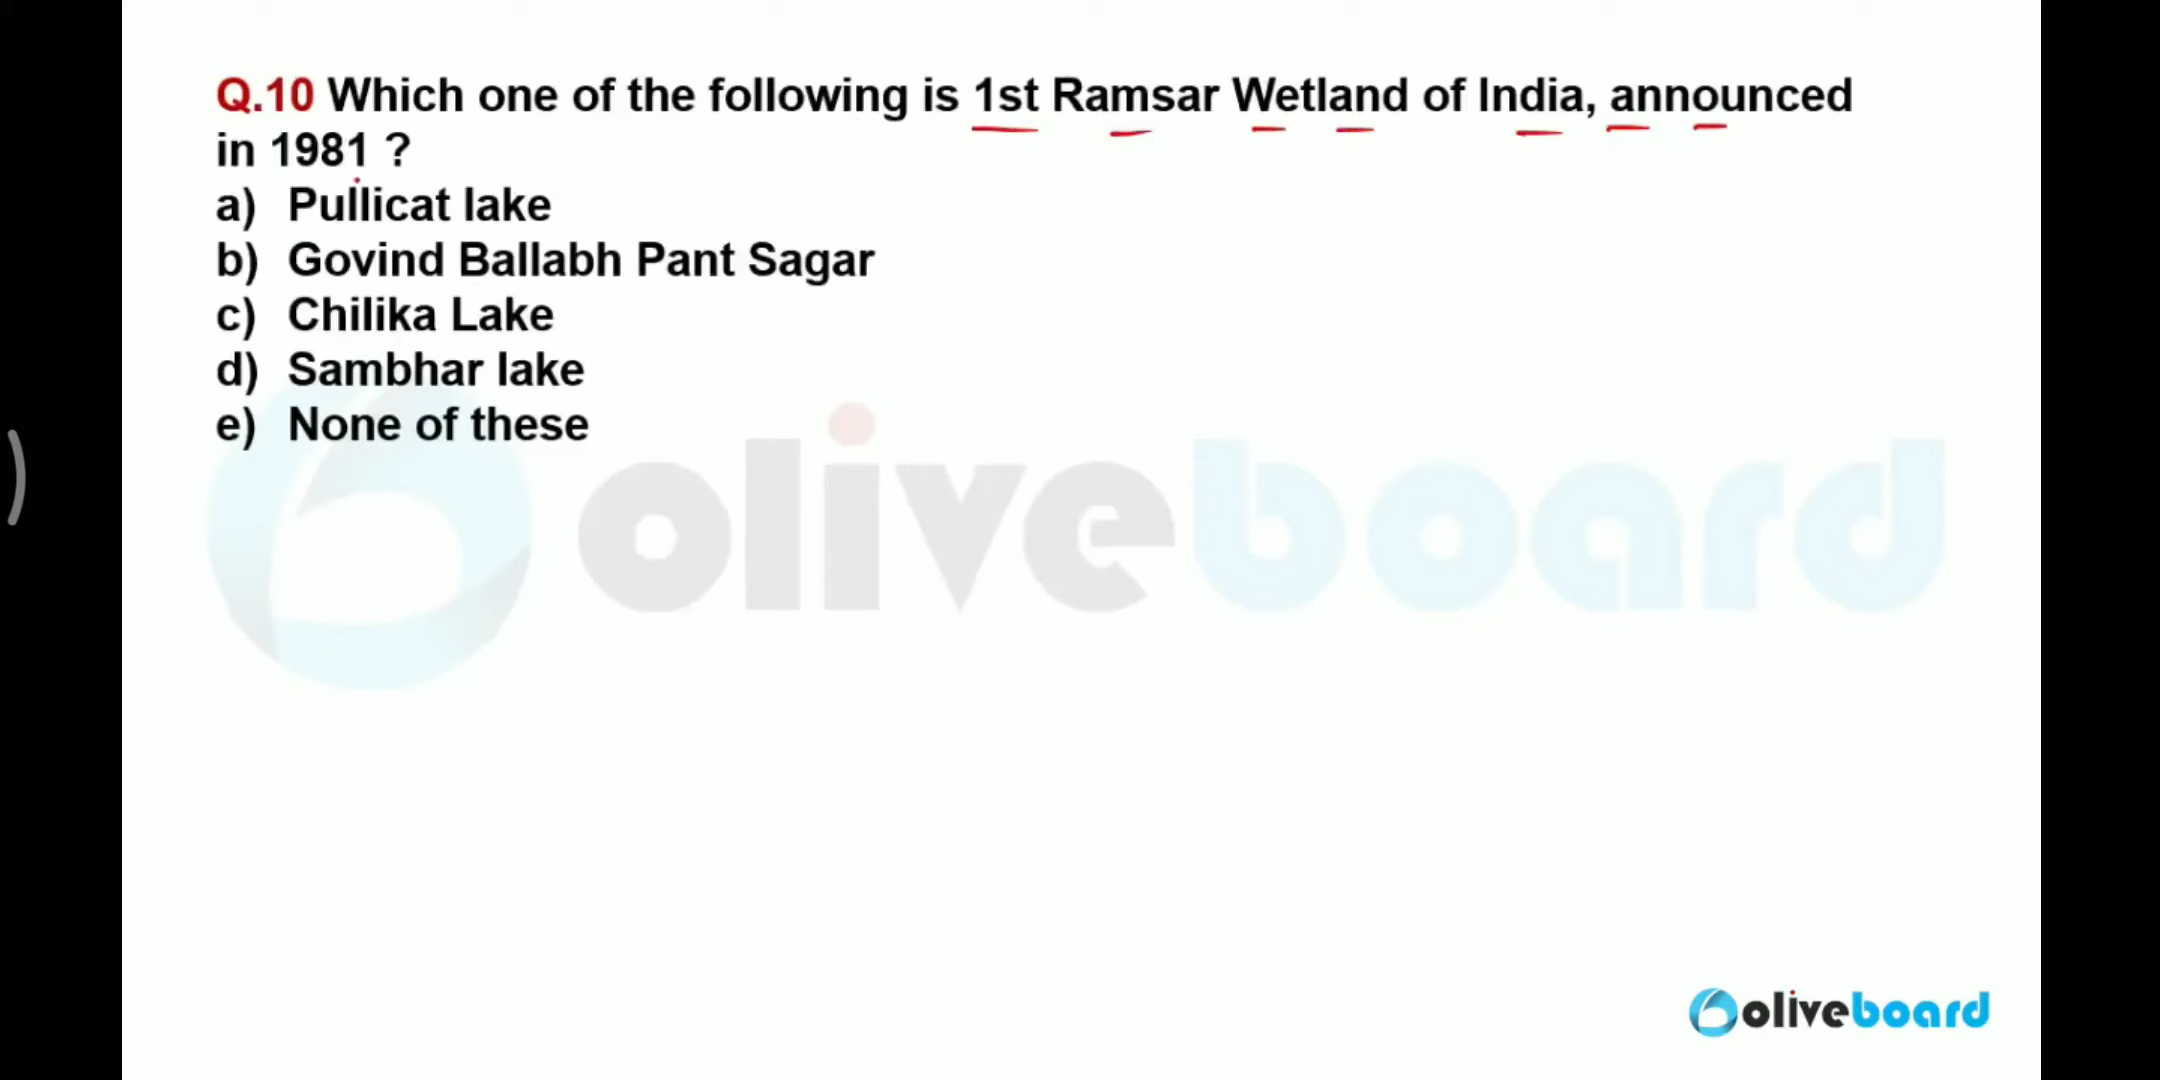 Q.10 Which one of the following is 1st Ramsar Wetland of India, announced
in 1981 ?
a) Pullicat lake
b) Govind Ballabh Pant Sagar
c) Chilika Lake
d) Sambhar lake
e) None of these
oliveboard
oliveboard